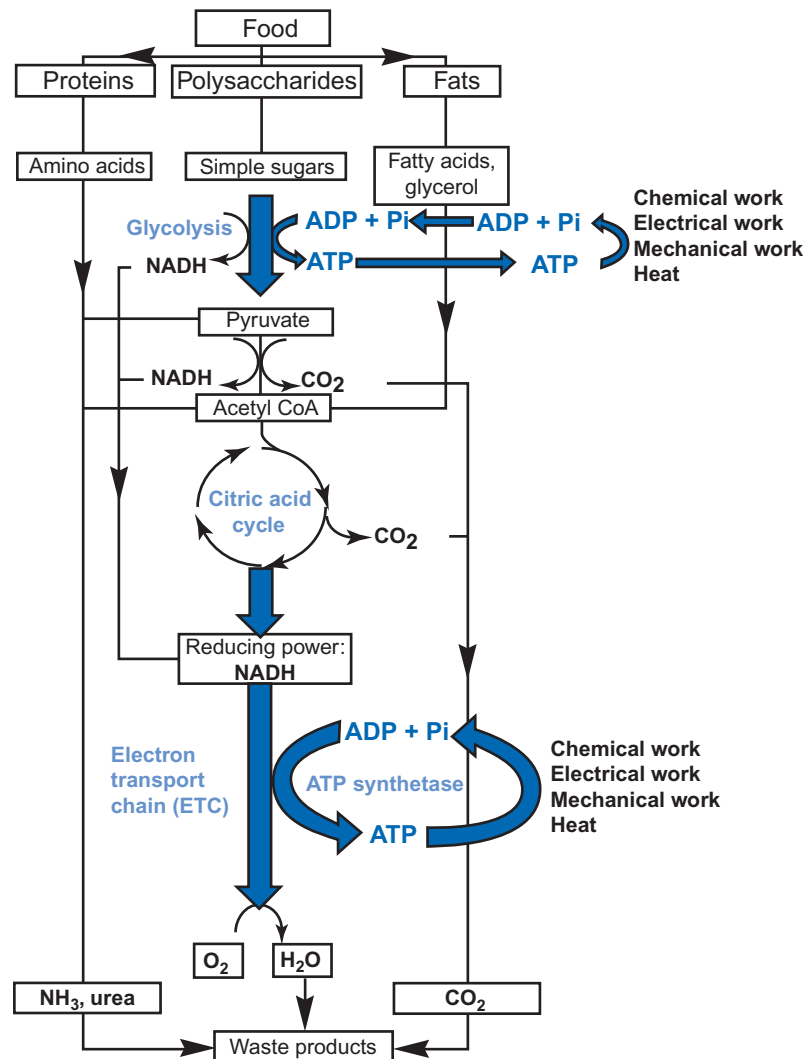 Food
Proteins
Polysaccharides
Fats
Amino acids
Simple sugars
Fatty acids,
glycerol
Glycolysis
NADH
ADP + Pi
ADP + Pi
ATP
ATP
Chemical work
Electrical work
Mechanical work
Heat
Pyruvate
NADH
CO2
Acetyl CoA
Citric acid
cycle
CO2
Reducing power:
NADH
Electron
transport
chain (ETC)
ADP + Pi
ATP synthetase
ATP
Chemical work
Electrical work
Mechanical work
Heat
O2
H2O
NH3, urea
CO2
Waste products